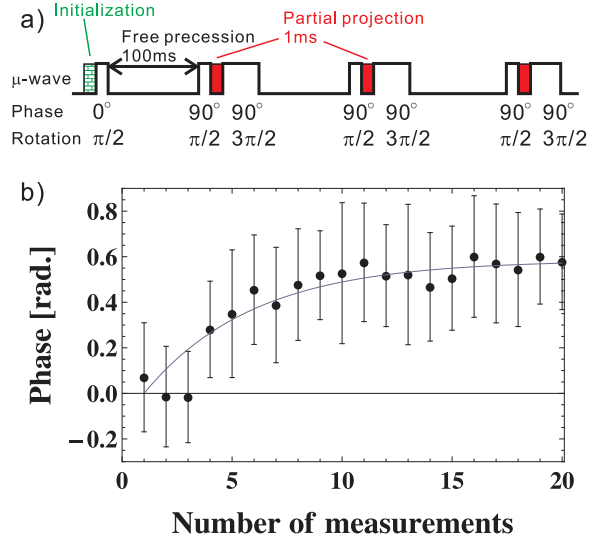 a)
Initialization
Free precession
100ms
Partial projection
1ms
μ-wave
Phase 0° 90° 90° 90° 90° 90° 90°
Rotation π/2 π/2 3π/2 π/2 3π/2 π/2 3π/2
b)
0.8
0.6
0.4
0.2
0.0
−0.2
Phase [rad.]
0 5 10 15 20
Number of measurements